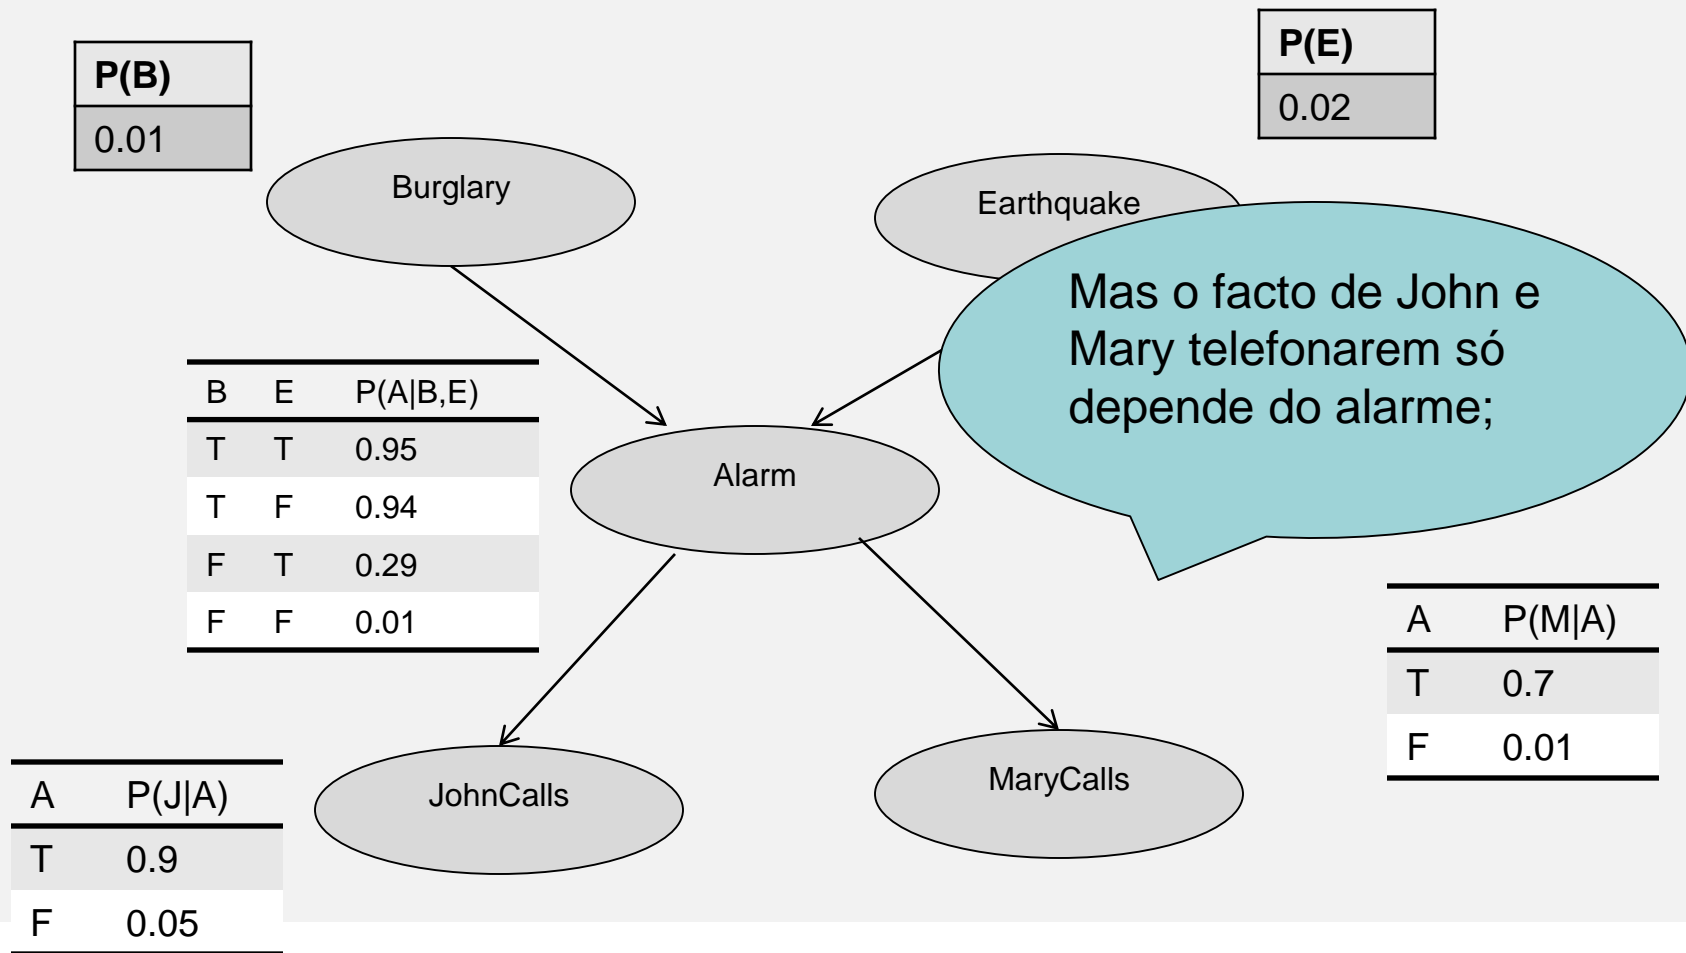 P(B)
0.01
P(E)
0.02
Burglary
Earthquake
Mas o facto de John e
Mary telefonarem só
depende do alarme;
B E P(A|B,E)
T T 0.95
T F 0.94
F T 0.29
F F 0.01
Alarm
A P(M|A)
T 0.7
F 0.01
JohnCalls
MaryCalls
A P(J|A)
T 0.9
F 0.05